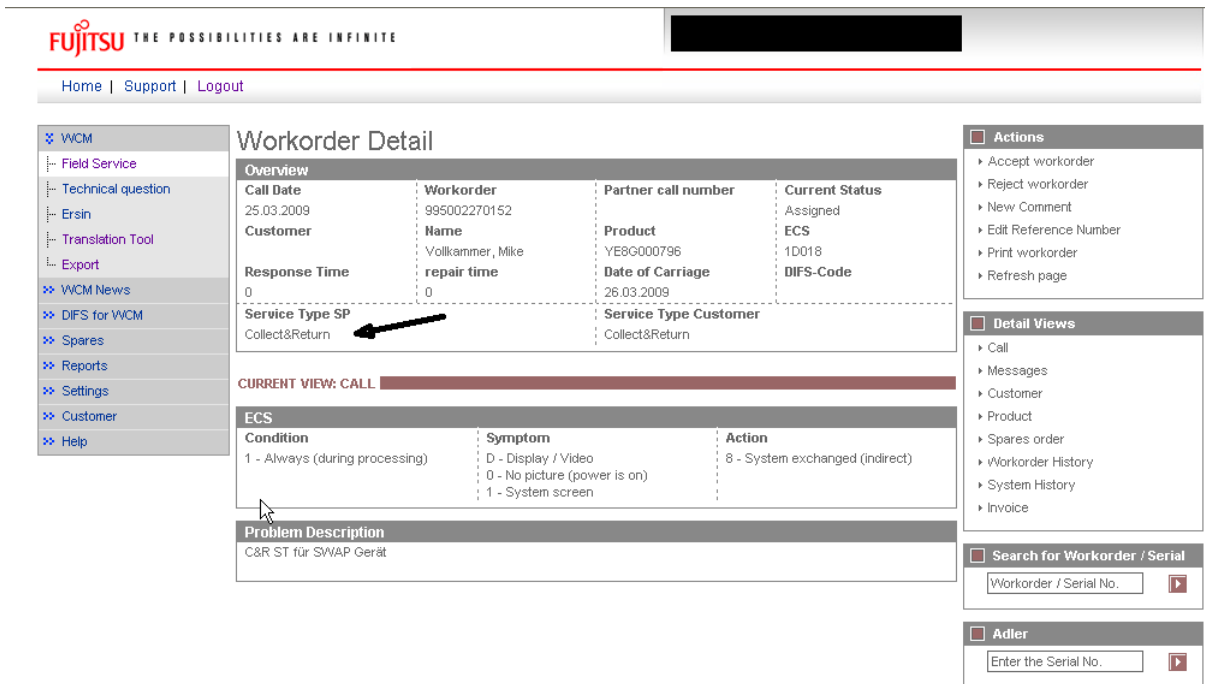 FUJITSU THE POSSIBILITIES ARE INFINITE
Home | Support | Logout
WCM
Field Service
Technical question
Ersin
Translation Tool
Export
WCM News
DIFS for WCM
Spares
Reports
Settings
Customer
Help
Workorder Detail
Overview
Call Date Workorder Partner call number Current Status
25.03.2009 995002270152 Assigned
Customer Name Product ECS
Vollkammer, Mike YE8G000796 1D018
Response Time repair time Date of Carriage DIFS-Code
0 0 26.03.2009
Service Type SP Service Type Customer
Collect&Return Collect&Return
CURRENT VIEW: CALL
ECS
Condition Symptom Action
1 - Always (during processing) D - Display / Video 8 - System exchanged (indirect)
0 - No picture (power is on)
1 - System screen
Problem Description
C&R ST für SWAP Gerät
Actions
Accept workorder
Reject workorder
New Comment
Edit Reference Number
Print workorder
Refresh page
Detail Views
Call
Messages
Customer
Product
Spares order
Workorder History
System History
Invoice
Search for Workorder / Serial
Workorder / Serial No.
Adler
Enter the Serial No.